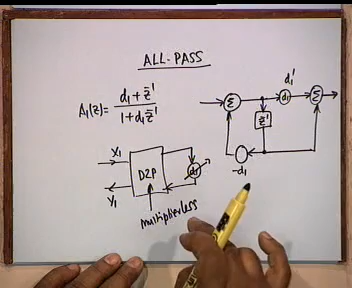 ALL-PASS
d₁'
A₁(z) = d₁ + z̄¹ / 1 + d₁z̄¹
Σ
d₁
Σ
z̄¹
-d₁
X₁
D2P
d₁
Y₁
multiplierless